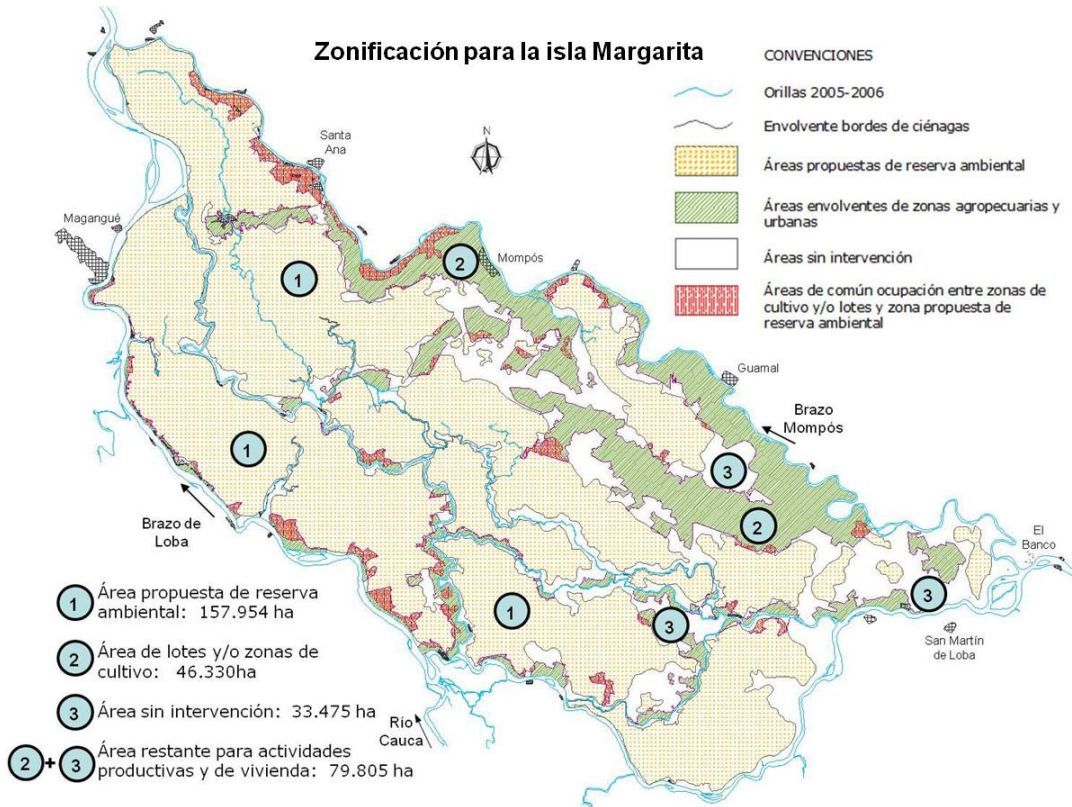 Zonificación para la isla Margarita
CONVENCIONES
Orillas 2005-2006
Envolvente bordes de ciénagas
Áreas propuestas de reserva ambiental
Áreas envolventes de zonas agropecuarias y
urbanas
Áreas sin intervención
Áreas de común ocupación entre zonas de
cultivo y/o lotes y zona propuesta de
reserva ambiental
N
Santa
Ana
Magangué
1
2
Mompós
Guamal
Brazo
Mompós
1
3
2
Brazo de
Loba
El
Banco
3
1
3
San Martín
de Loba
Río
Cauca
1 Área propuesta de reserva
ambiental: 157.954 ha
2 Área de lotes y/o zonas de
cultivo: 46.330ha
3 Área sin intervención: 33.475 ha
2 + 3 Área restante para actividades
productivas y de vivienda: 79.805 ha